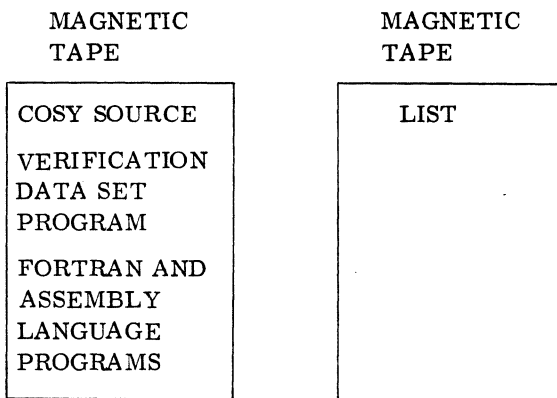 MAGNETIC
TAPE
COSY SOURCE
VERIFICATION
DATA SET
PROGRAM
FORTRAN AND
ASSEMBLY
LANGUAGE
PROGRAMS
MAGNETIC
TAPE
LIST